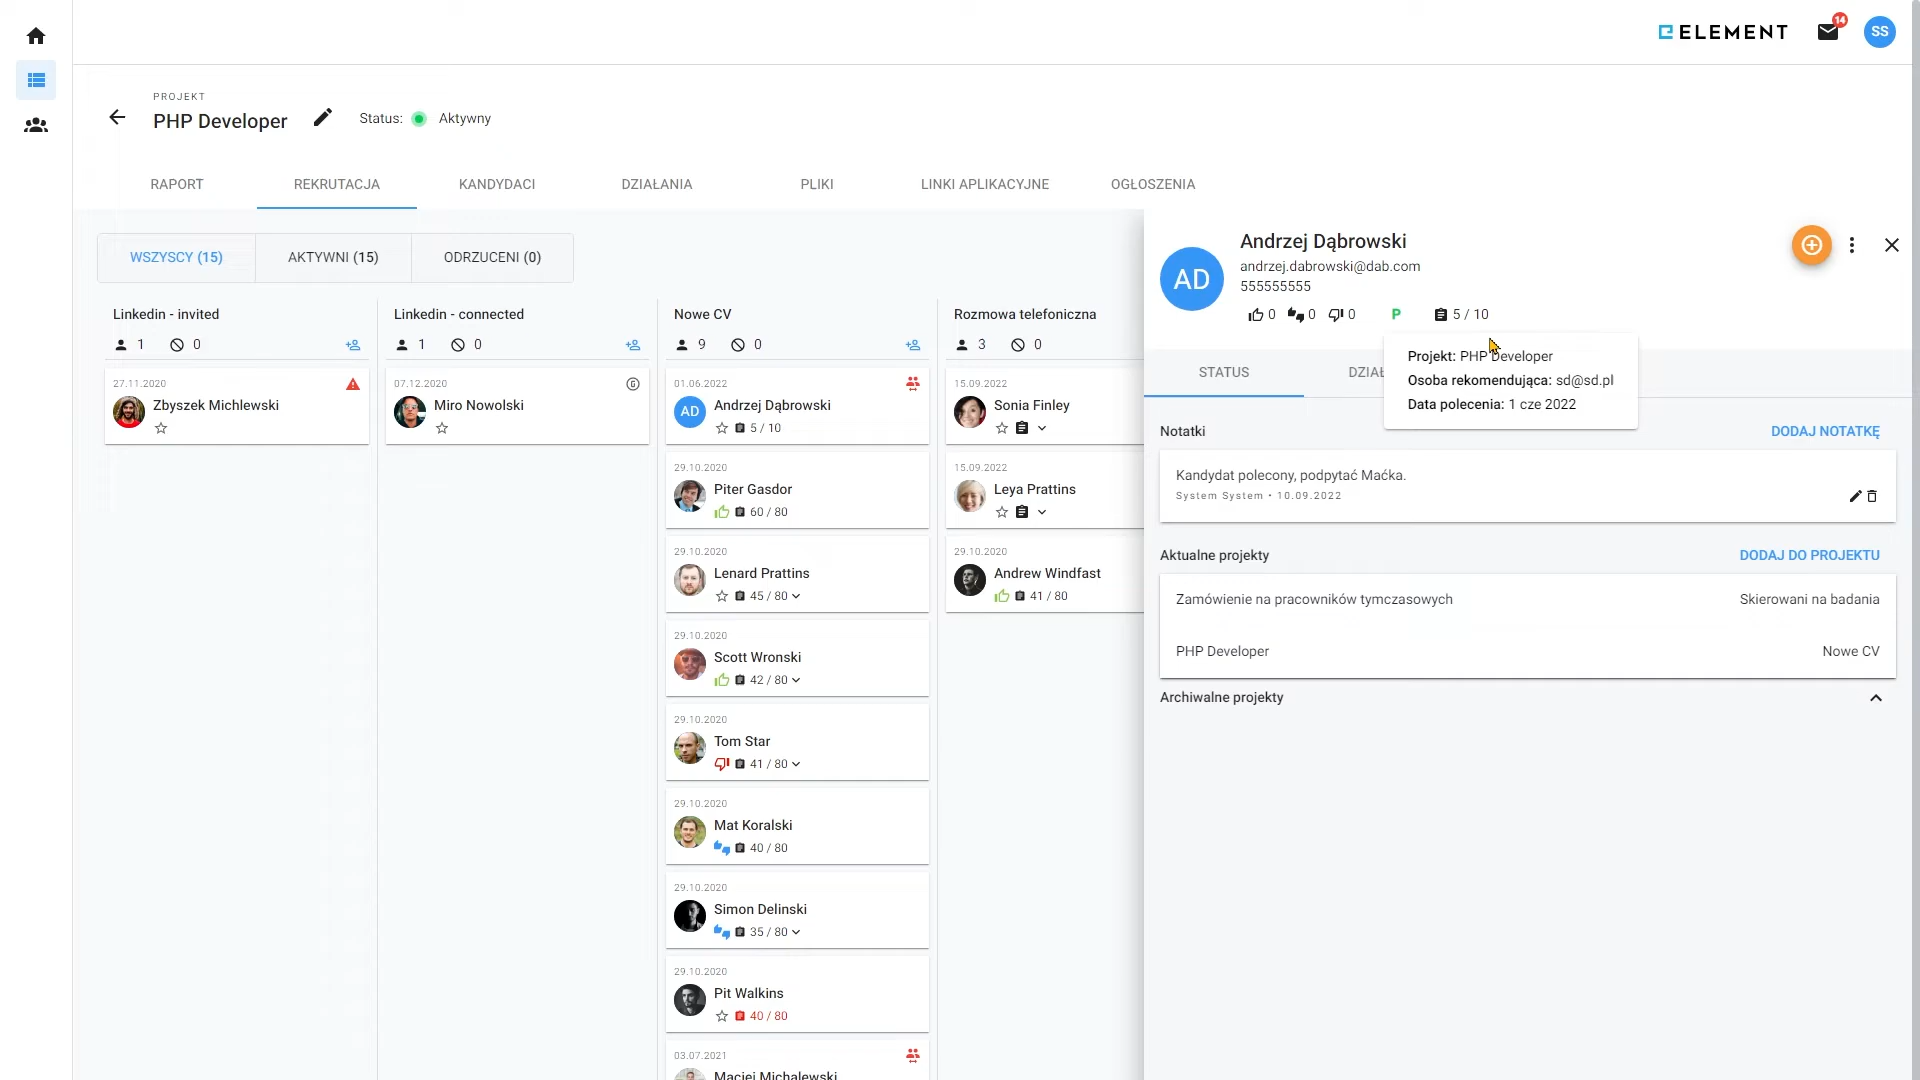 ELEMENT
14
SS
PROJEKT
PHP Developer
Status: Aktywny
RAPORT
REKRUTACJA
KANDYDACI
DZIAŁANIA
PLIKI
LINKI APLIKACYJNE
OGŁOSZENIA
WSZYSCY (15)
AKTYWNI (15)
ODRZUCENI (0)
Linkedin - invited
1 0
27.11.2020
Zbyszek Michlewski
Linkedin - connected
1 0
07.12.2020
G
Miro Nowolski
Nowe CV
9 0
01.06.2022
AD
Andrzej Dąbrowski
5 / 10
29.10.2020
Piter Gasdor
60 / 80
29.10.2020
Lenard Prattins
45 / 80
29.10.2020
Scott Wronski
42 / 80
29.10.2020
Tom Star
41 / 80
29.10.2020
Mat Koralski
40 / 80
29.10.2020
Simon Delinski
35 / 80
29.10.2020
Pit Walkins
40 / 80
03.07.2021
Maciej Michalewski
Rozmowa telefoniczna
3 0
15.09.2022
Sonia Finley
15.09.2022
Leya Prattins
29.10.2020
Andrew Windfast
41 / 80
AD
Andrzej Dąbrowski
andrzej.dabrowski@dab.com
555555555
0 0 0 P 5 / 10
Projekt: PHP Developer
Osoba rekomendująca: sd@sd.pl
Data polecenia: 1 cze 2022
STATUS
DZIAŁ
Notatki
DODAJ NOTATKĘ
Kandydat polecony, podpytać Maćka.
System System • 10.09.2022
Aktualne projekty
DODAJ DO PROJEKTU
Zamówienie na pracowników tymczasowych
Skierowani na badania
PHP Developer
Nowe CV
Archiwalne projekty